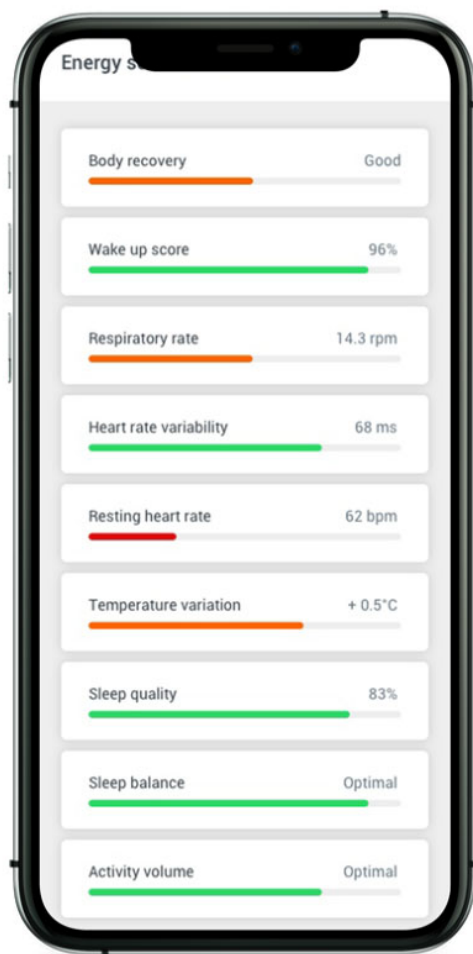 Energy
Body recovery Good
Wake up score 96%
Respiratory rate 14.3 rpm
Heart rate variability 68 ms
Resting heart rate 62 bpm
Temperature variation + 0.5°C
Sleep quality 83%
Sleep balance Optimal
Activity volume Optimal